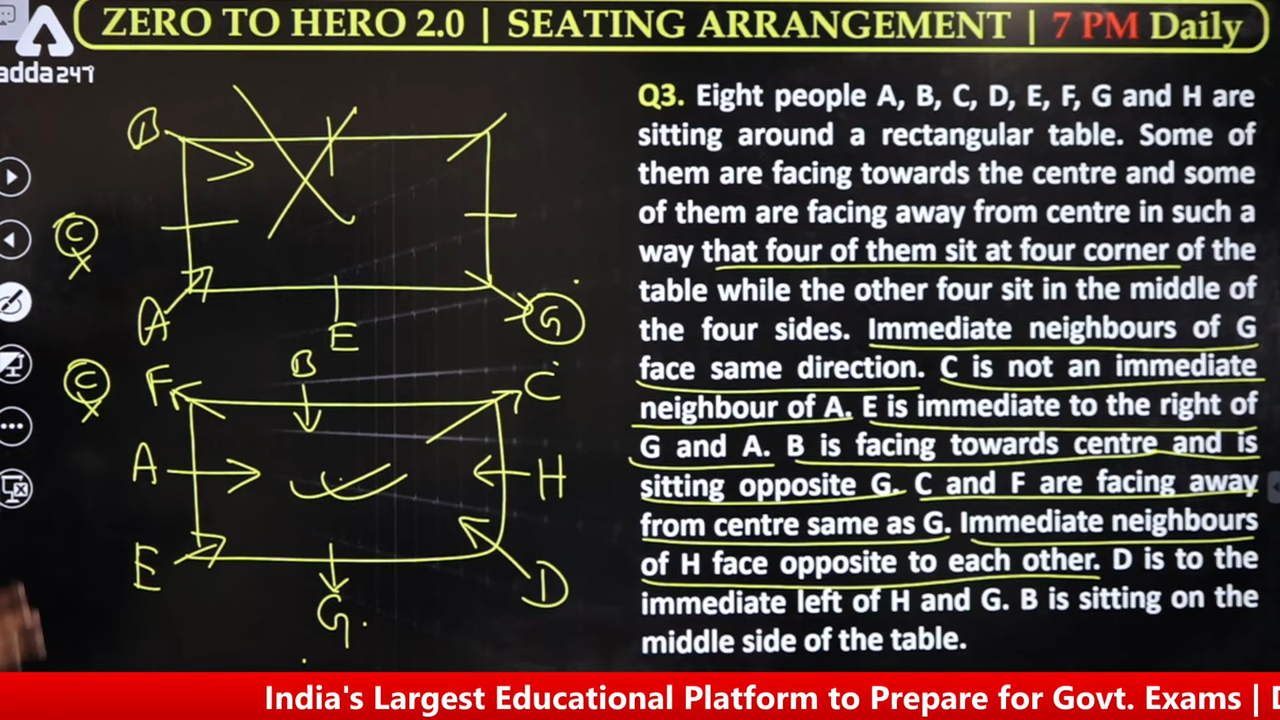 ZERO TO HERO 2.0 | SEATING ARRANGEMENT | 7 PM Daily
adda247
Q3. Eight people A, B, C, D, E, F, G and H are
sitting around a rectangular table. Some of
them are facing towards the centre and some
of them are facing away from centre in such a
way that four of them sit at four corner of the
table while the other four sit in the middle of
the four sides. Immediate neighbours of G
face same direction. C is not an immediate
neighbour of A. E is immediate to the right of
G and A. B is facing towards centre and is
sitting opposite G. C and F are facing away
from centre same as G. Immediate neighbours
of H face opposite to each other. D is to the
immediate left of H and G. B is sitting on the
middle side of the table.
B
C
A
E
G
B
C
F
C
A
H
E
G.
D
India's Largest Educational Platform to Prepare for Govt. Exams |